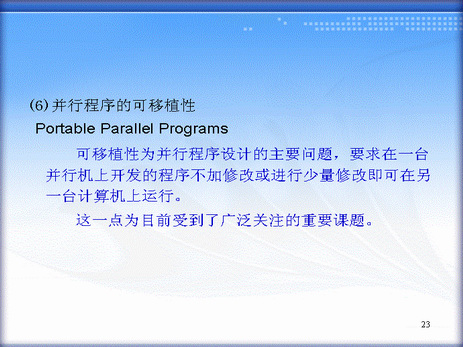 (6)并行程序的可移植性
Portable Parallel Programs
可移植性为并行程序设计的主要问题，要求在一台
并行机上开发的程序不加修改或进行少量修改即可在另
一台计算机上运行。
这一点为目前受到了广泛关注的重要课题。
23